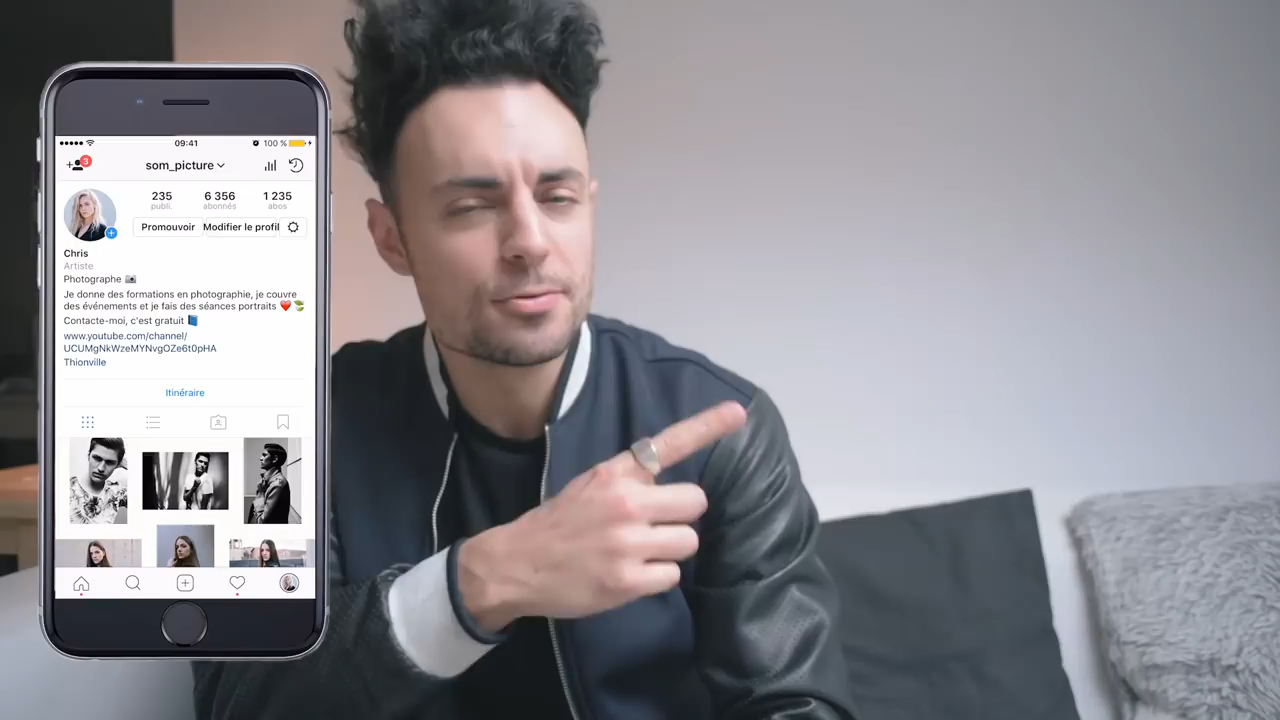 09:41
100 %
3
som_picture
235
6 356
1 235
publi.
abonnés
abos
Promouvoir
Modifier le profil
Chris
Artiste
Photographe
Je donne des formations en photographie, je couvre
des événements et je fais des séances portraits
Contacte-moi, c'est gratuit
www.youtube.com/channel/
UCUMgNkWzeMYNvgOZe6t0pHA
Thionville
Itinéraire